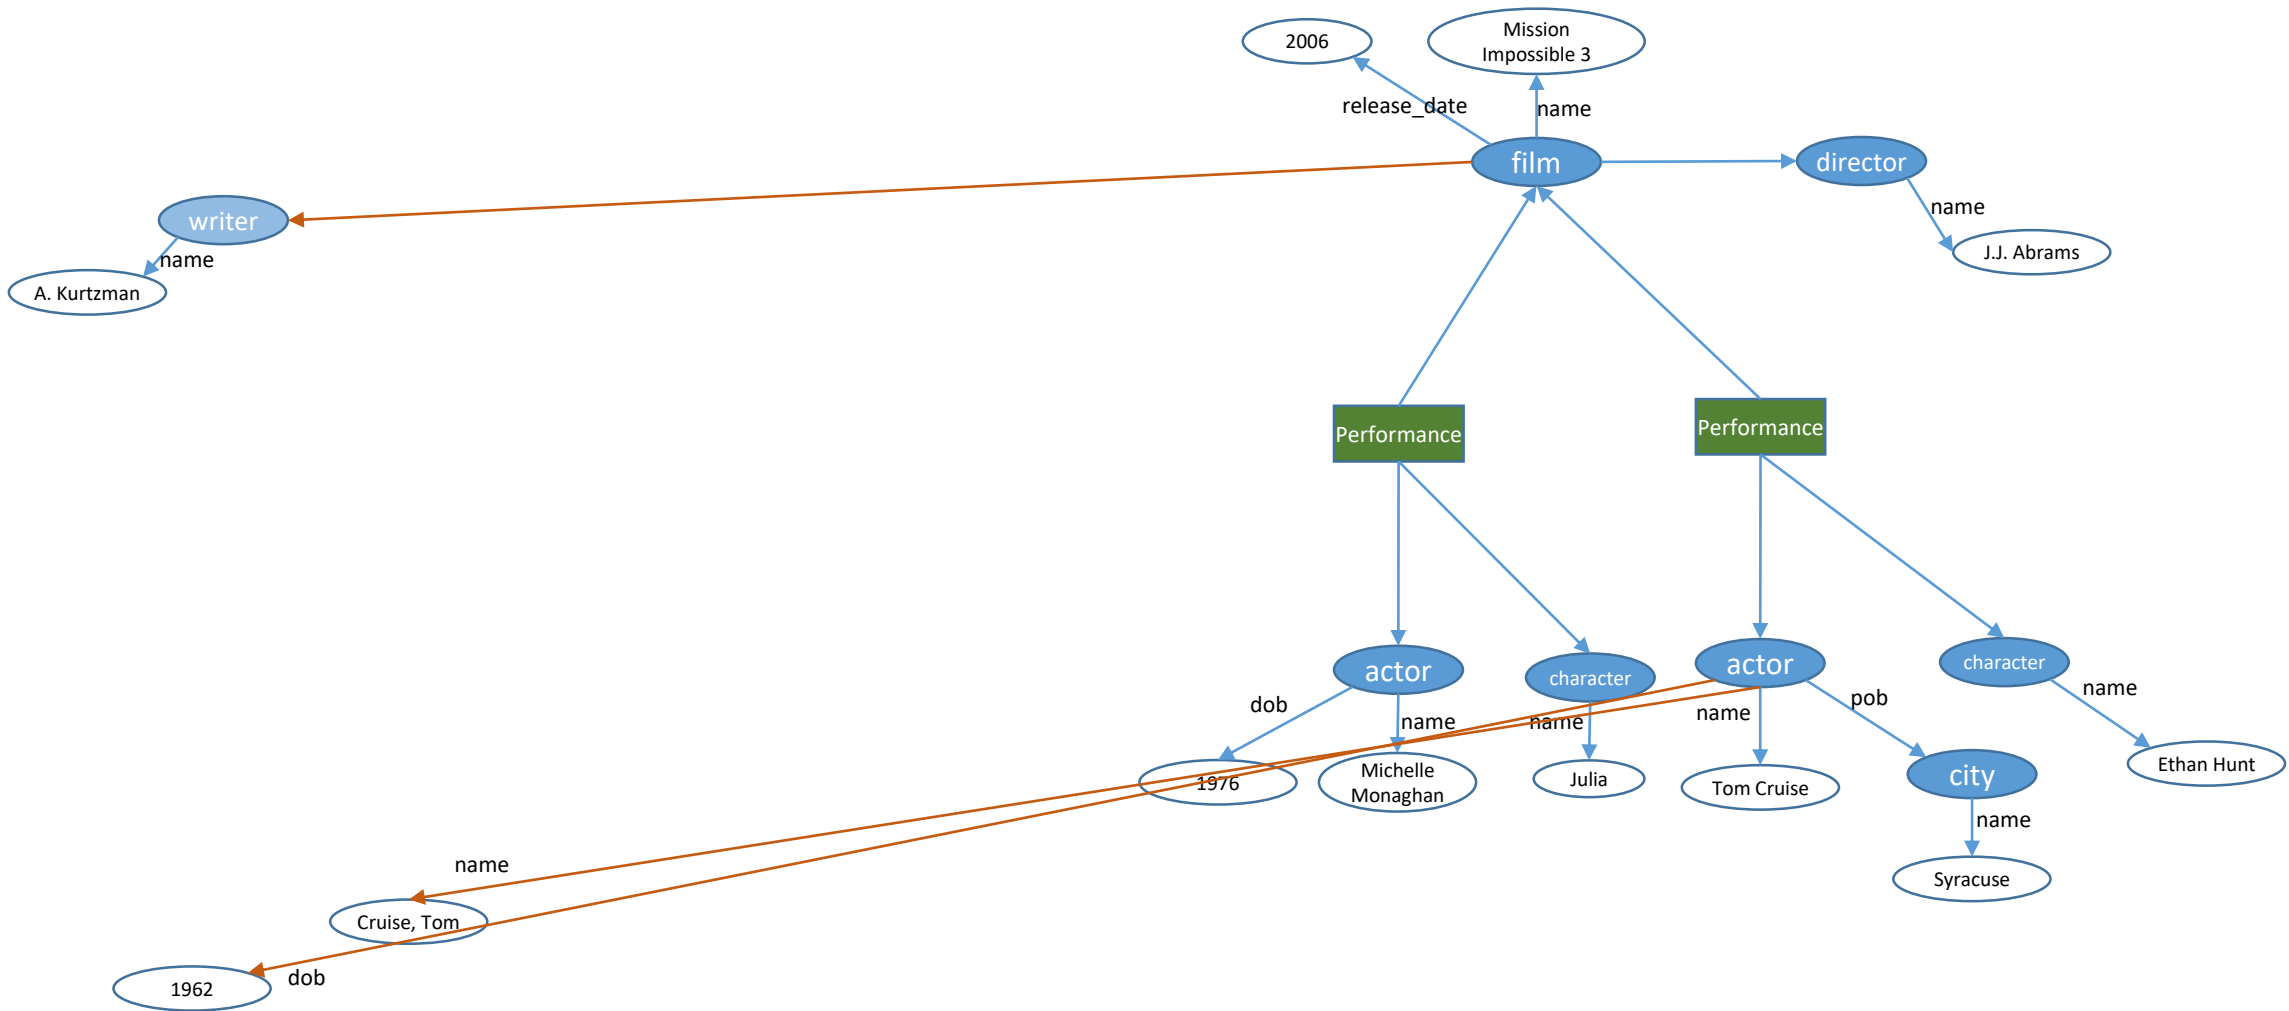 2006
Mission
Impossible 3
release_date
name
film
director
writer
name
name
J.J. Abrams
A. Kurtzman
Performance
Performance
actor
character
actor
character
dob
name
name
name
pob
name
1976
Michelle
Monaghan
Julia
Tom Cruise
city
Ethan Hunt
name
name
Syracuse
Cruise, Tom
1962
dob